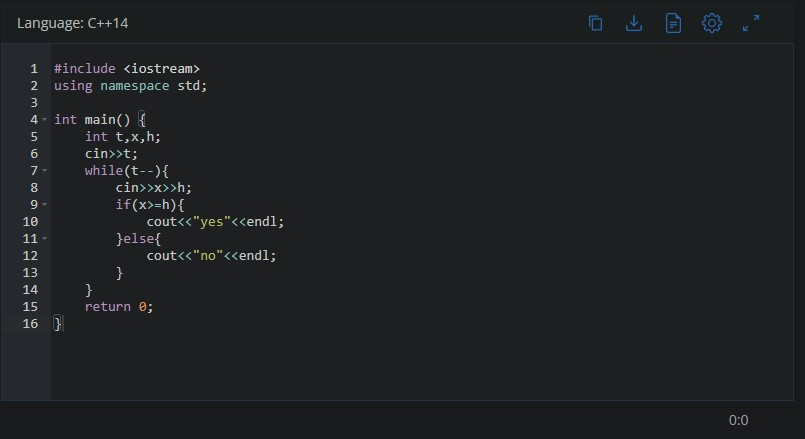 Language: C++14
1 #include <iostream>
2 using namespace std;
3
4 int main() {
5     int t,x,h;
6     cin>>t;
7     while(t--){
8         cin>>x>>h;
9         if(x>=h){
10             cout<<"yes"<<endl;
11         }else{
12             cout<<"no"<<endl;
13         }
14     }
15     return 0;
16 }
0:0